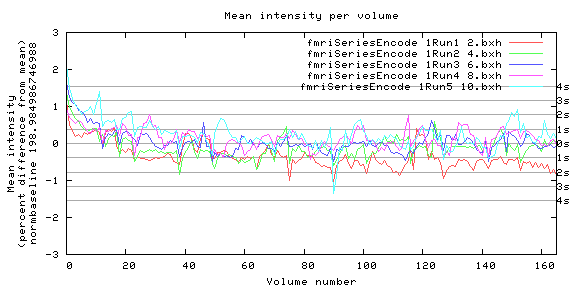 Mean intensity per volume
Mean intensity
(percent difference from mean)
normbaseline 198.984986746988
3
2
1
0
-1
-2
-3
fmriSeriesEncode 1Run1 2.bxh
fmriSeriesEncode 1Run2 4.bxh
fmriSeriesEncode 1Run3 6.bxh
fmriSeriesEncode 1Run4 8.bxh
fmriSeriesEncode 1Run5 10.bxh
4s
3s
2s
1s
0s
1s
2s
3s
4s
0 20 40 60 80 100 120 140 160
Volume number